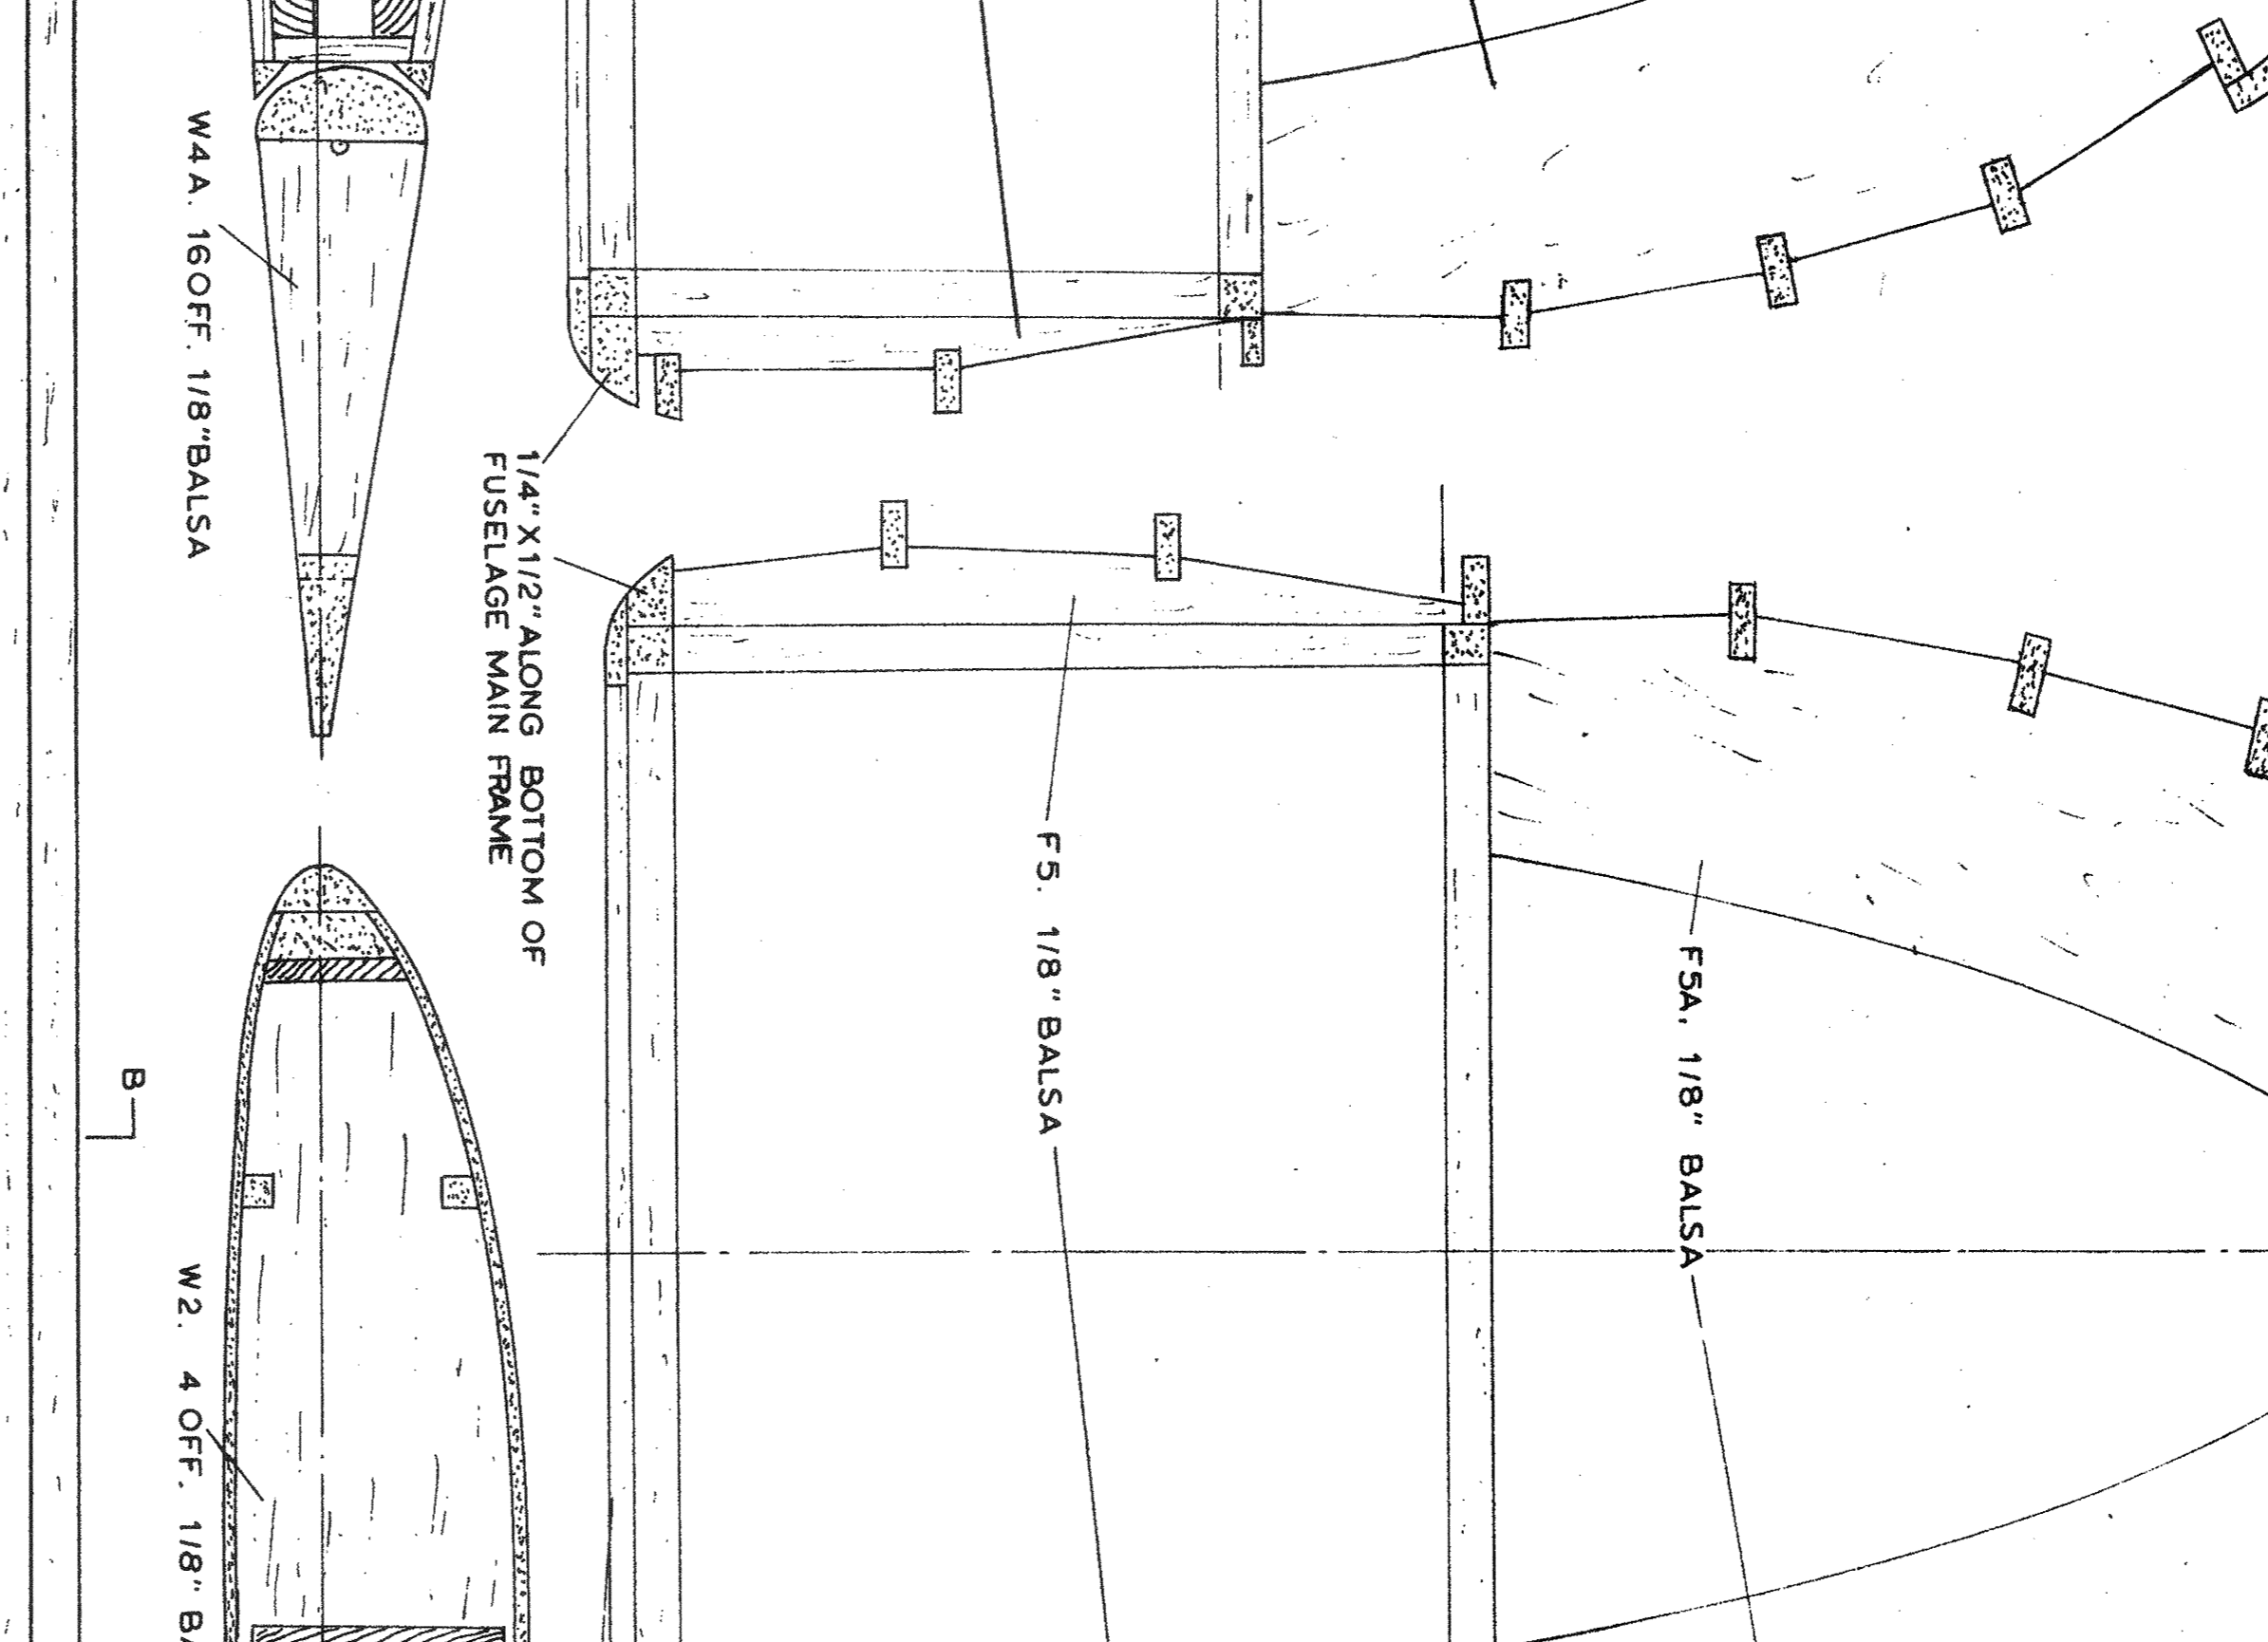 F5A. 1/8" BALSA
F5. 1/8" BALSA
1/4" X 1/2" ALONG BOTTOM OF
FUSELAGE MAIN FRAME
W4A. 16 OFF. 1/8" BALSA
W2. 4 OFF. 1/8" BA
B